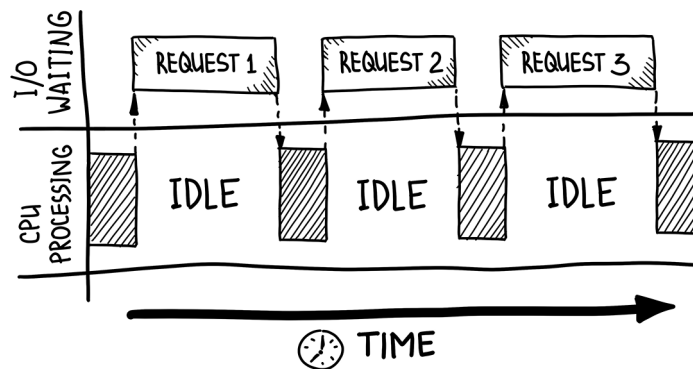 I/O
WAITING
REQUEST 1
REQUEST 2
REQUEST 3
CPU
PROCESSING
IDLE
IDLE
IDLE
TIME